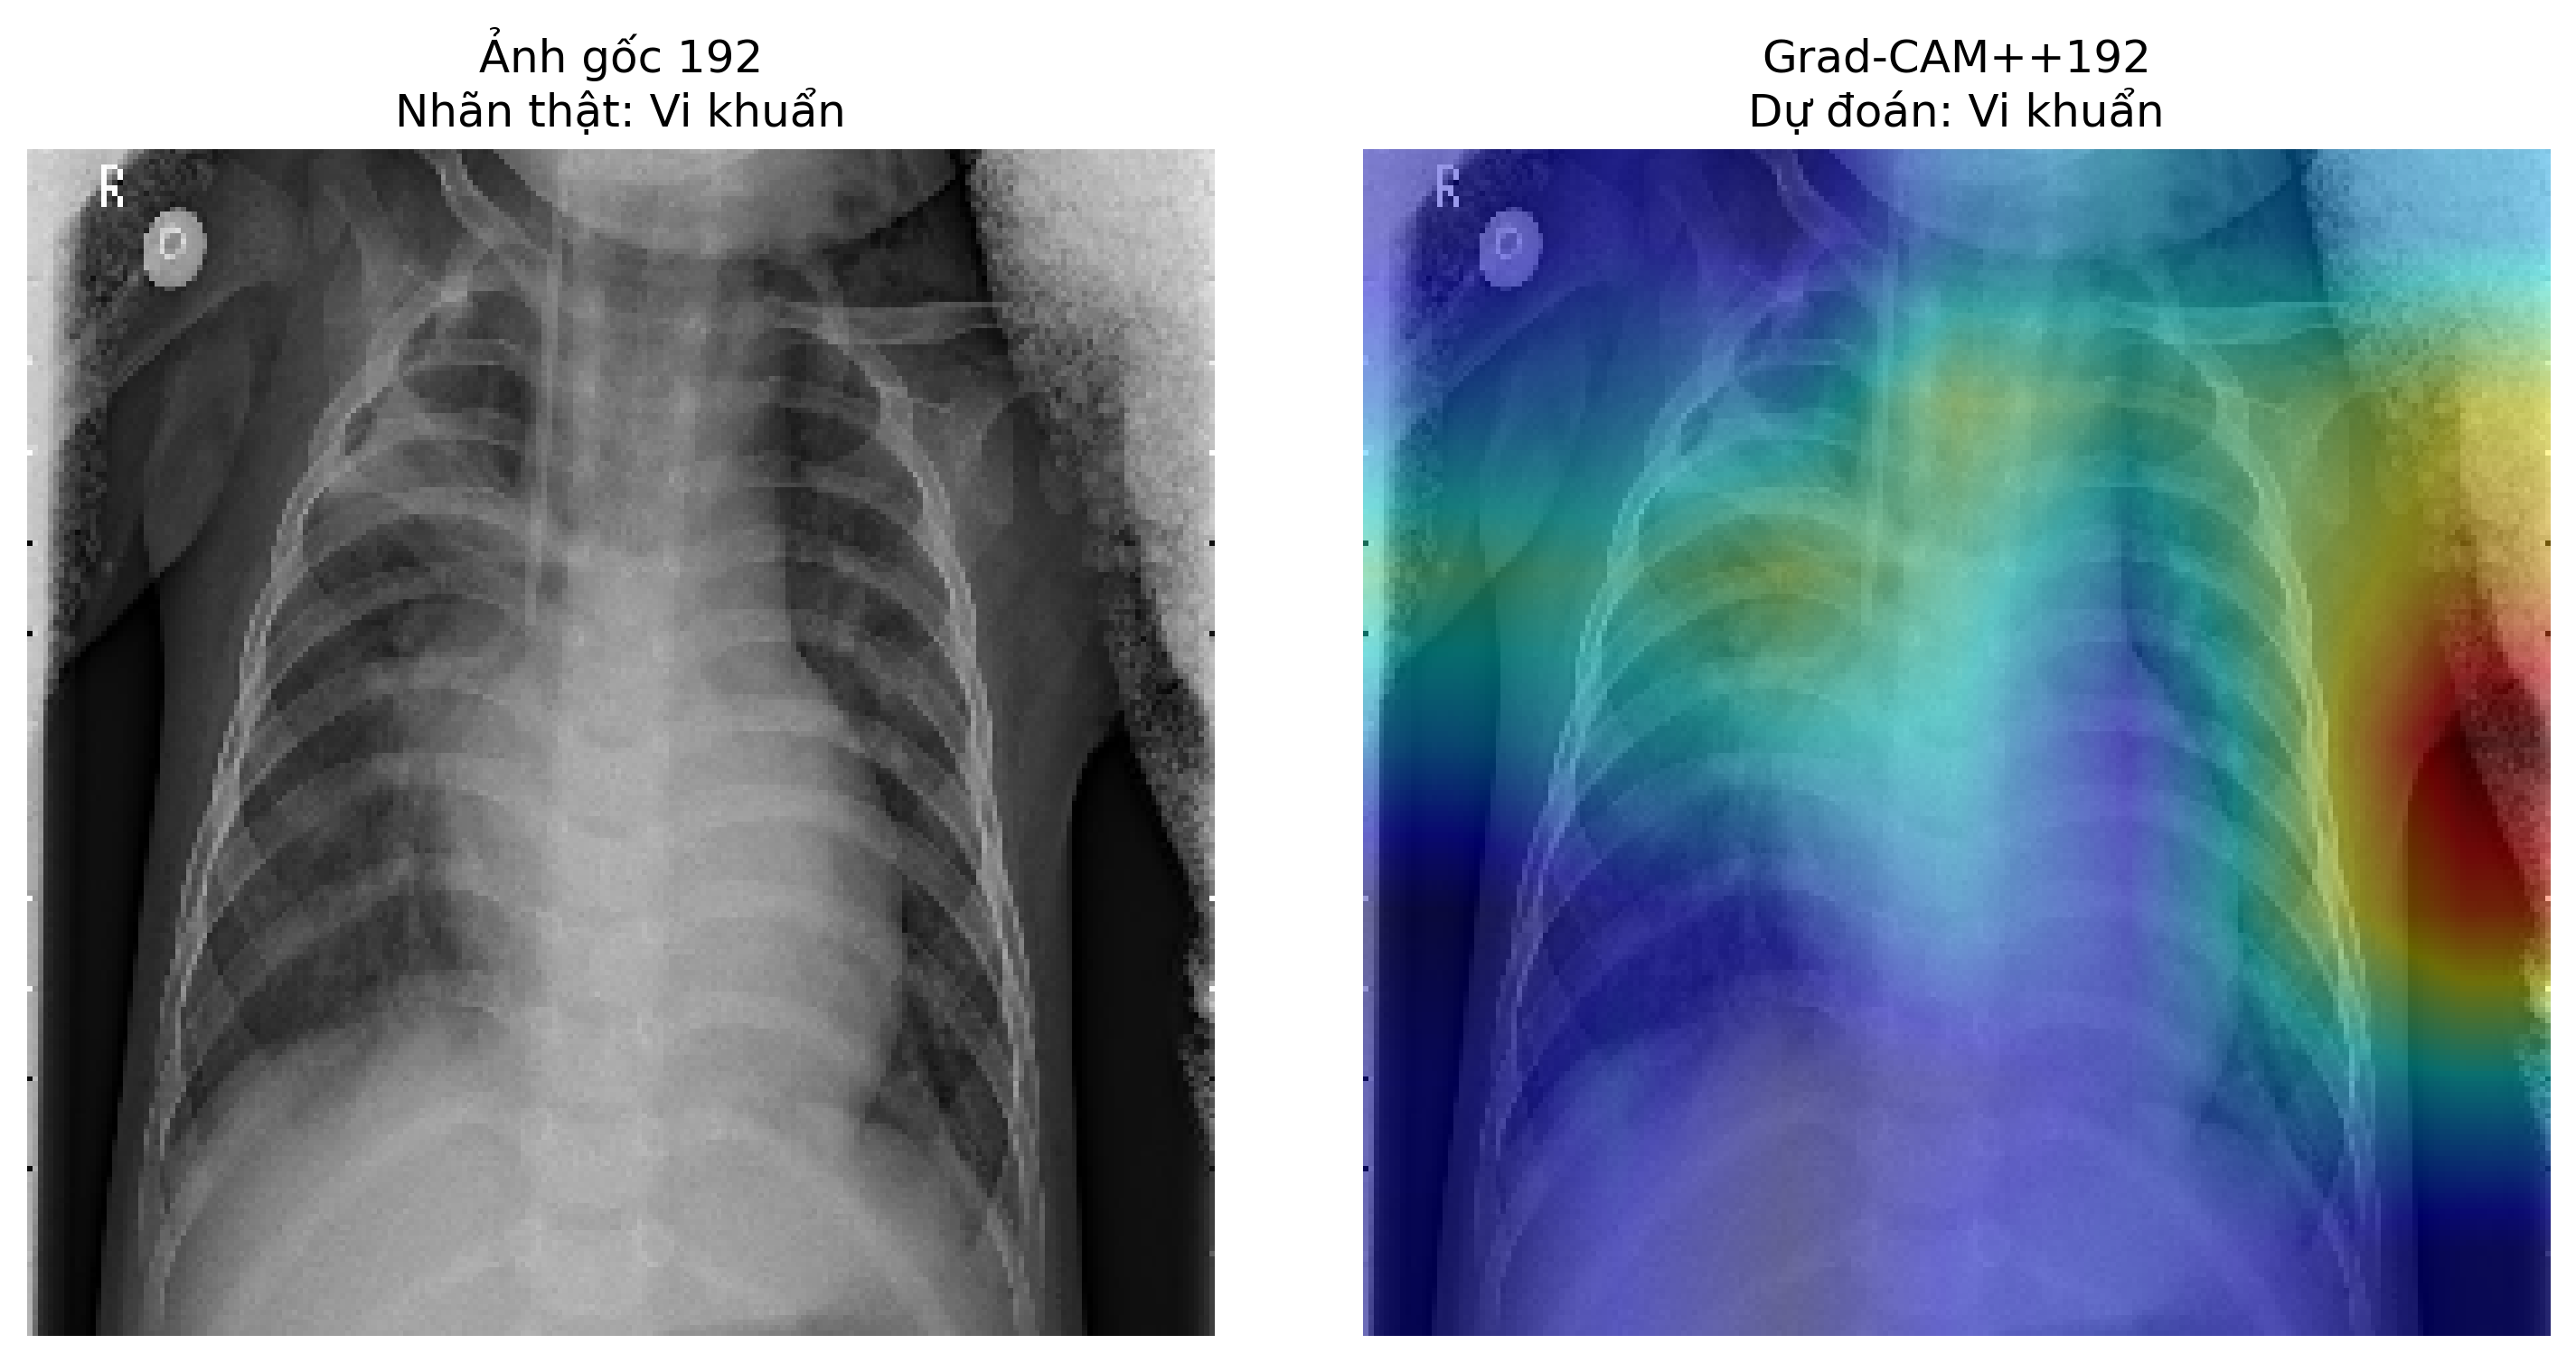 Ảnh gốc 192
Nhãn thật: Vi khuẩn
Grad-CAM++192
Dự đoán: Vi khuẩn
R
R